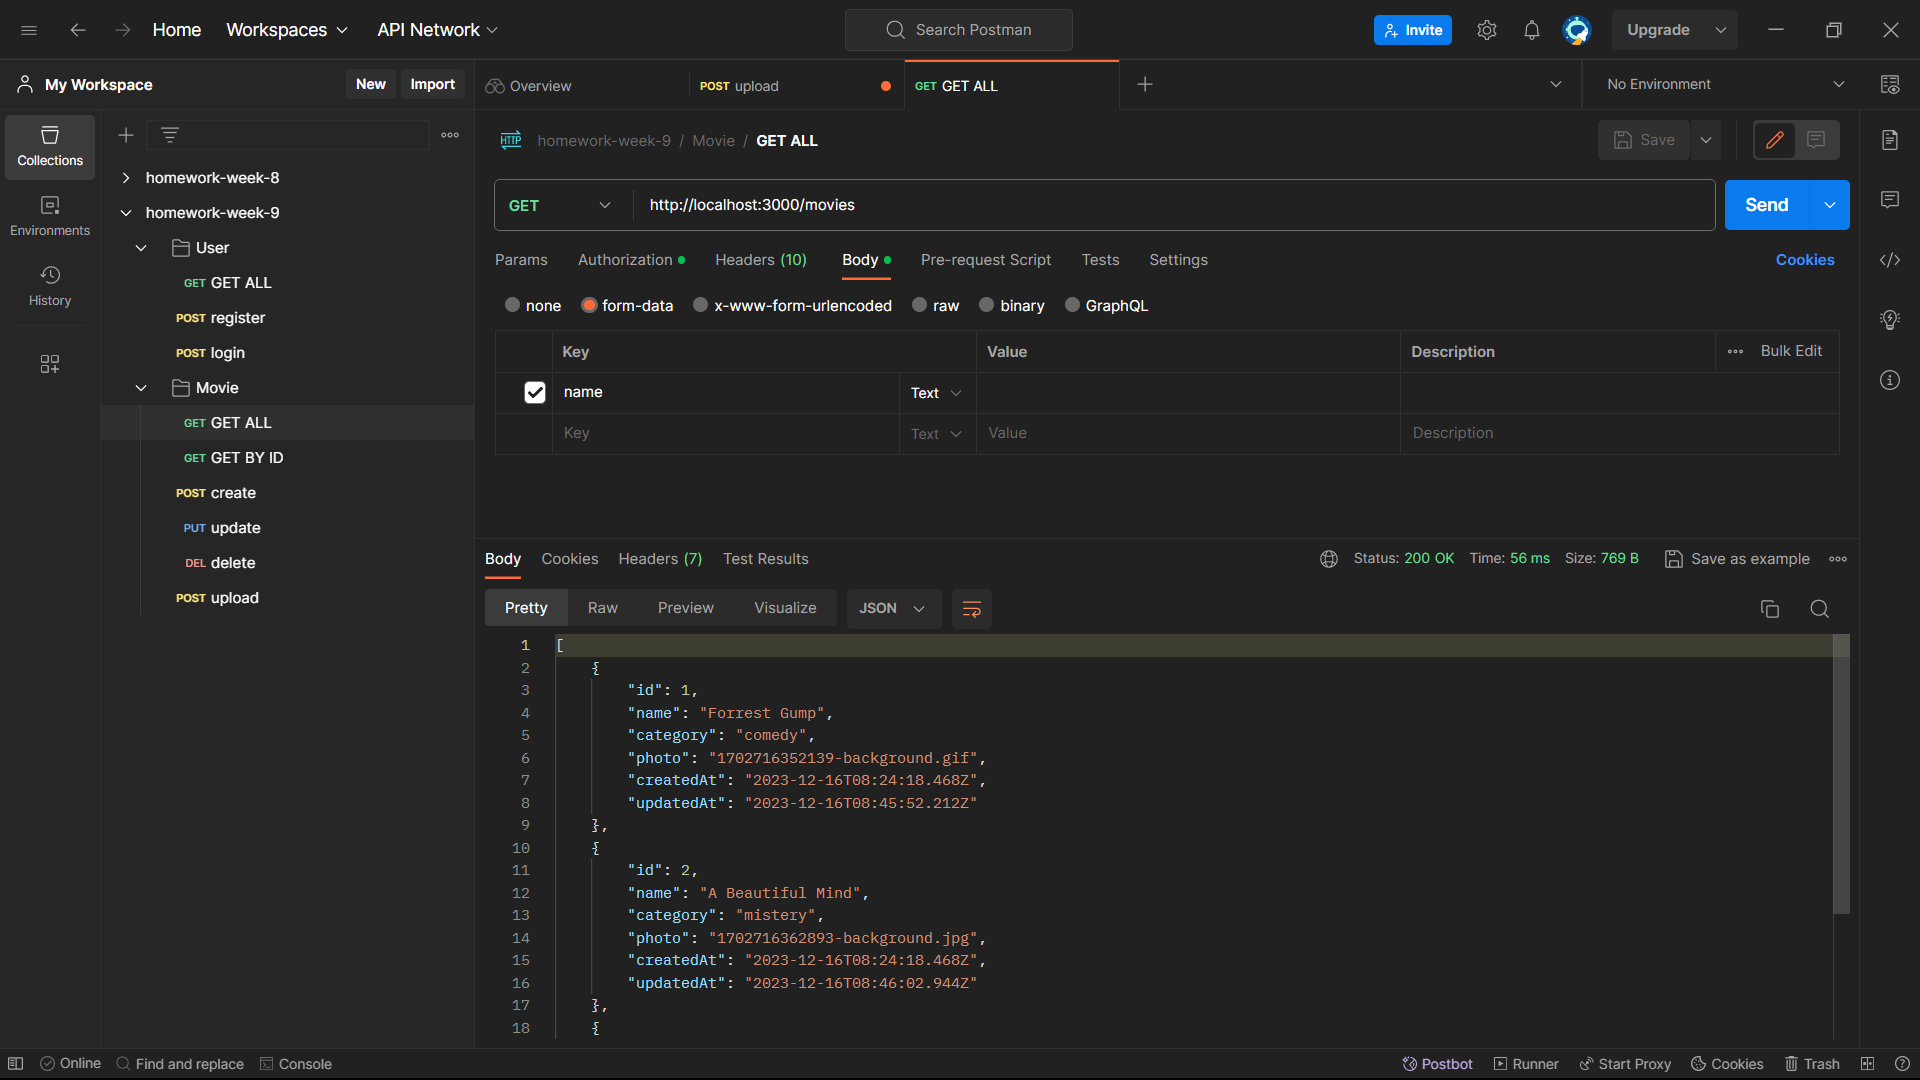 Home Workspaces API Network Search Postman Invite Upgrade
My Workspace New Import Overview POST upload GET GET ALL No Environment
Collections
Environments
History
homework-week-8
homework-week-9
User
GET GET ALL
POST register
POST login
Movie
GET GET ALL
GET GET BY ID
POST create
PUT update
DEL delete
POST upload
HTTP homework-week-9 / Movie / GET ALL Save
GET http://localhost:3000/movies Send
Params Authorization Headers (10) Body Pre-request Script Tests Settings Cookies
none form-data x-www-form-urlencoded raw binary GraphQL
Key Value Description Bulk Edit
name Text
Key Text Value Description
Body Cookies Headers (7) Test Results Status: 200 OK Time: 56 ms Size: 769 B Save as example
Pretty Raw Preview Visualize JSON
1 [
2 {
3 "id": 1,
4 "name": "Forrest Gump",
5 "category": "comedy",
6 "photo": "1702716352139-background.gif",
7 "createdAt": "2023-12-16T08:24:18.468Z",
8 "updatedAt": "2023-12-16T08:45:52.212Z"
9 },
10 {
11 "id": 2,
12 "name": "A Beautiful Mind",
13 "category": "mistery",
14 "photo": "1702716362893-background.jpg",
15 "createdAt": "2023-12-16T08:24:18.468Z",
16 "updatedAt": "2023-12-16T08:46:02.944Z"
17 },
18 {
Online Find and replace Console Postbot Runner Start Proxy Cookies Trash